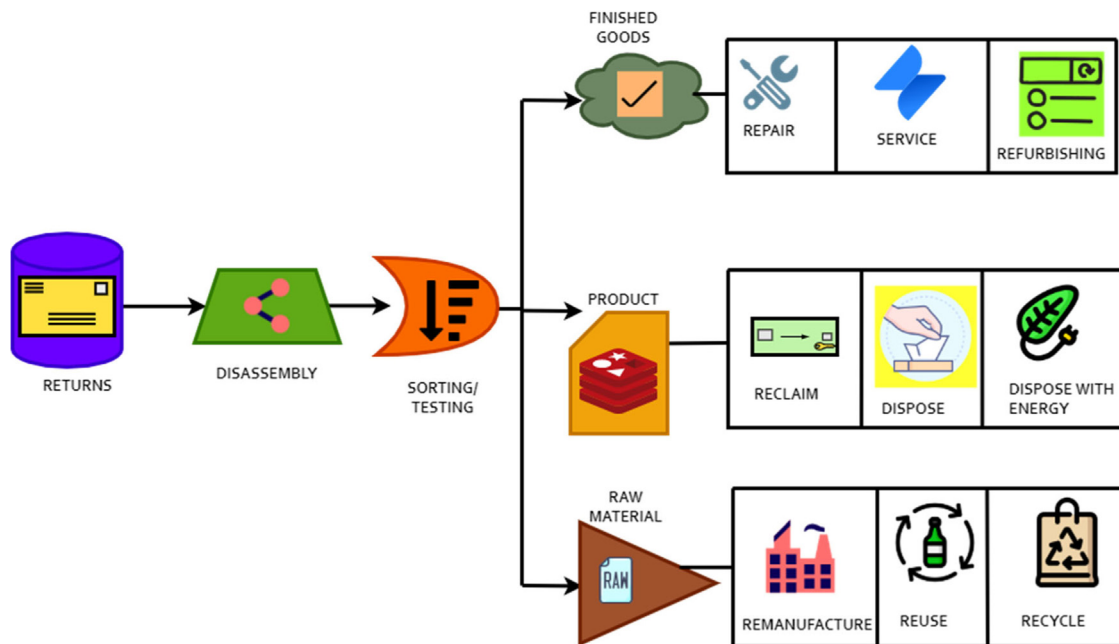 FINISHED
GOODS
REPAIR
SERVICE
REFURBISHING
RETURNS
DISASSEMBLY
SORTING/
TESTING
PRODUCT
RECLAIM
DISPOSE
DISPOSE WITH
ENERGY
RAW
MATERIAL
RAW
REMANUFACTURE
REUSE
RECYCLE